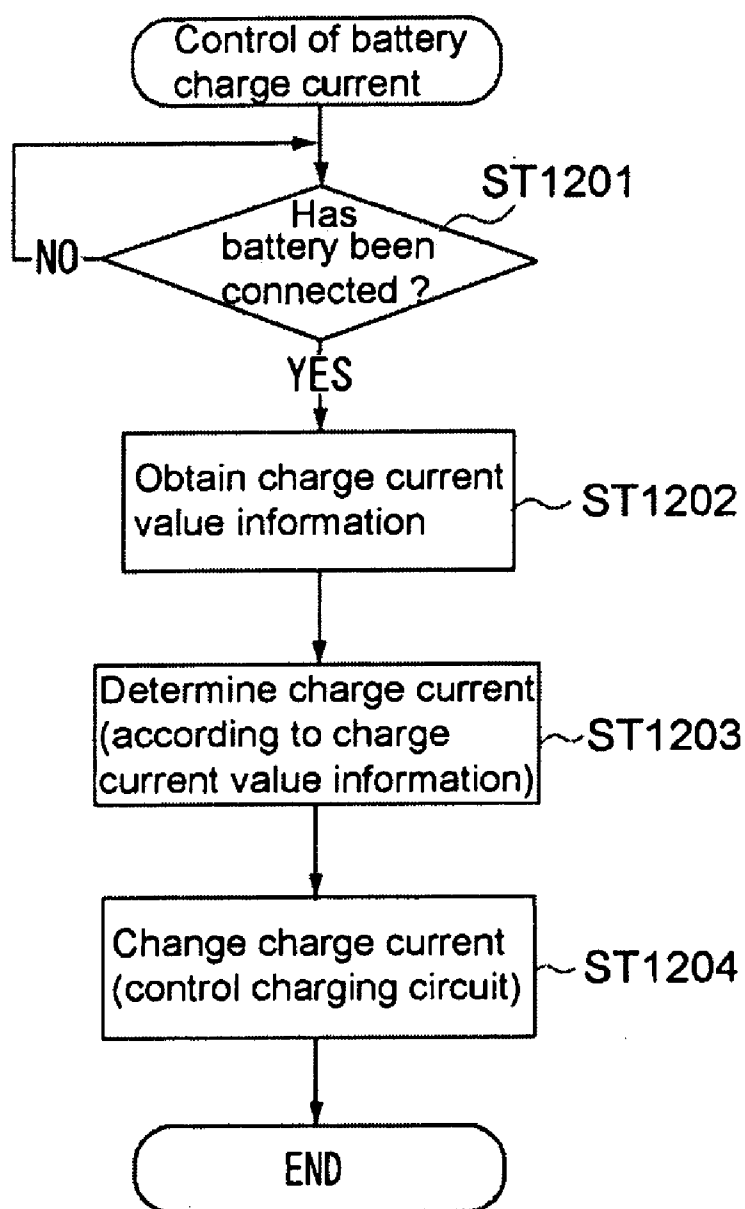 Control of battery
charge current
ST1201
Has
battery been
connected ?
NO
YES
Obtain charge current
value information
ST1202
Determine charge current
(according to charge
current value information)
ST1203
Change charge current
(control charging circuit)
ST1204
END